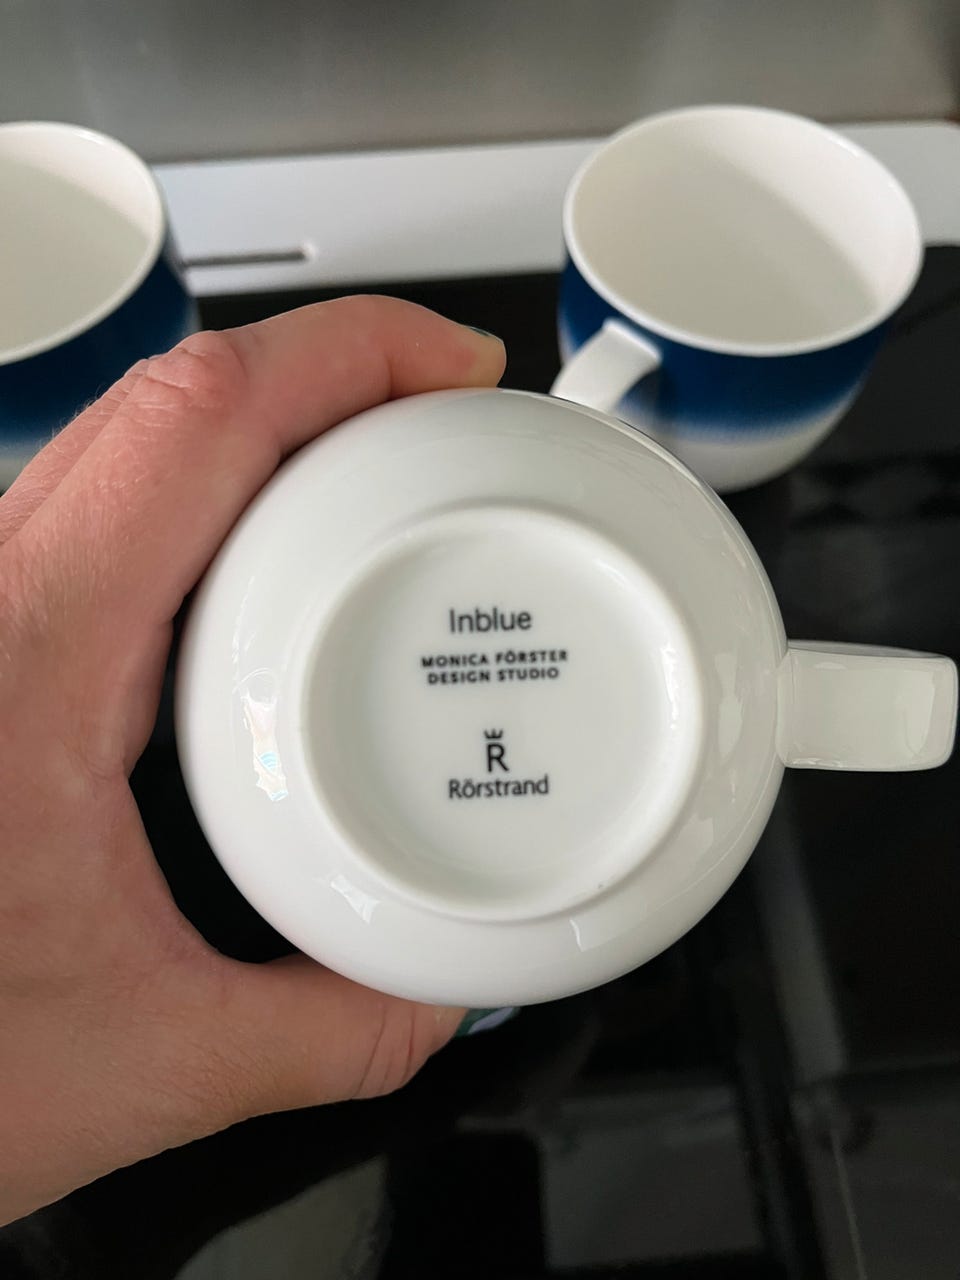 Inblue
MONICA FÖRSTER
DESIGN STUDIO
R
Rörstrand